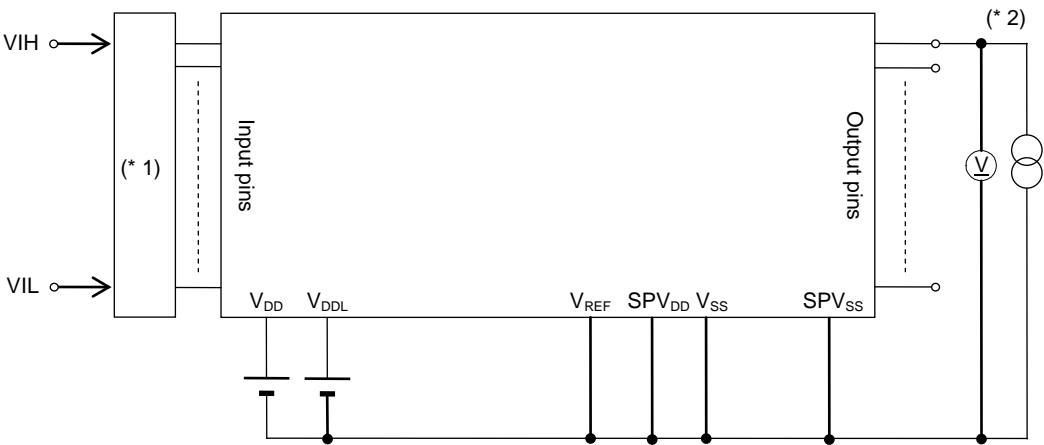 (* 2)
VIH
(* 1)
Input pins
Output pins
V
VIL
VDD
VDDL
VREF
SPVDD
VSS
SPVSS